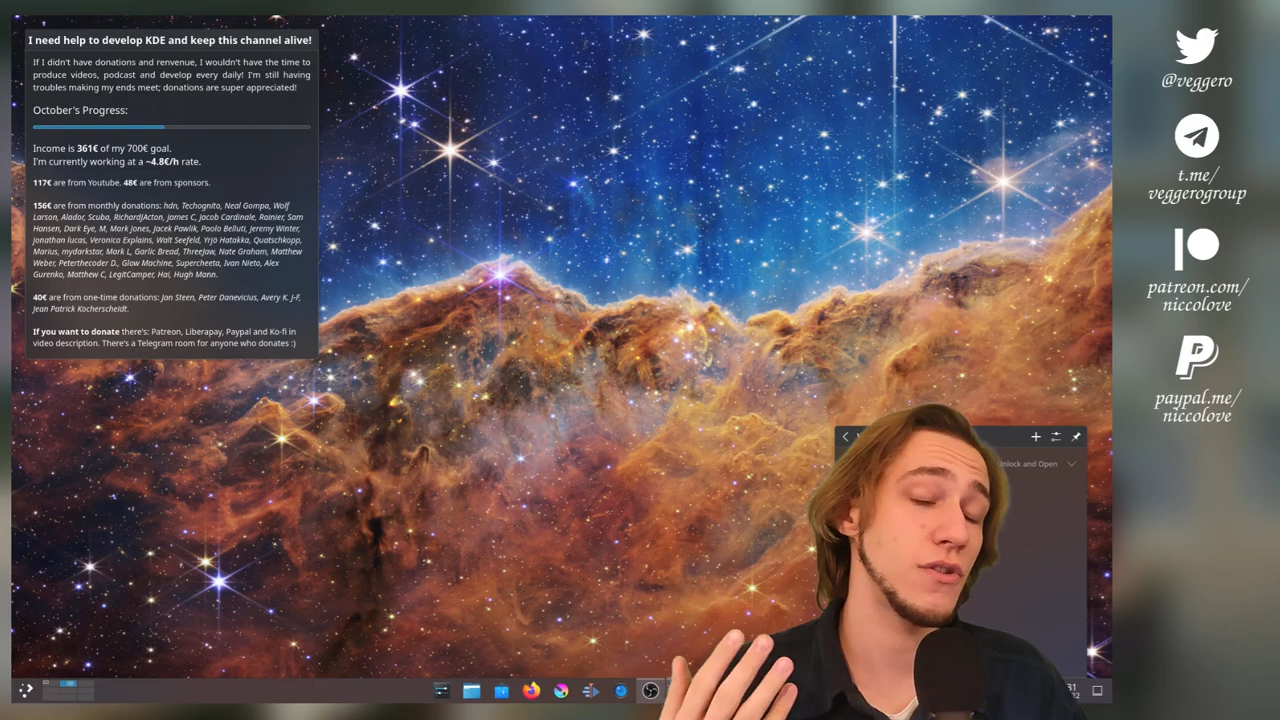 I need help to develop KDE and keep this channel alive!
If I didn't have donations and renvenue, I wouldn't have the time to
produce videos, podcast and develop every daily! I'm still having
troubles making my ends meet; donations are super appreciated!
October's Progress:
Income is 361€ of my 700€ goal.
I'm currently working at a ~4.8€/h rate.
117€ are from Youtube. 48€ are from sponsors.
156€ are from monthly donations: hdn, Techognito, Neal Gompa, Wolf
Larson, Alador, Scuba, RichardJActon, James C, Jacob Cardinale, Rainier, Sam
Hansen, Dark Eye, M, Mark Jones, Jacek Pawlik, Paolo Belluti, Jeremy Winter,
jonathan lucas, Veronica Explains, Walt Seefeld, Yrjo Hatakka, Quatschkopp,
Marius, mydarkstar, Mark L, Garlic Bread, ThreeJaw, Nate Graham, Matthew
Weber, Peterthecoder D., Glow Machine, Supercheeta, Ivan Nieto, Alex
Gurenko, Matthew C, LegitCamper, Hai, Hugh Mann.
40€ are from one-time donations: Jan Steen, Peter Danevicius, Avery K. J-F,
Jean Patrick Kocherscheidt.
If you want to donate there's: Patreon, Liberapay, Paypal and Ko-fi in
video description. There's a Telegram room for anyone who donates :)
@veggero
t.me/
veggerogroup
patreon.com/
niccolove
paypal.me/
niccolove
Unlock and Open